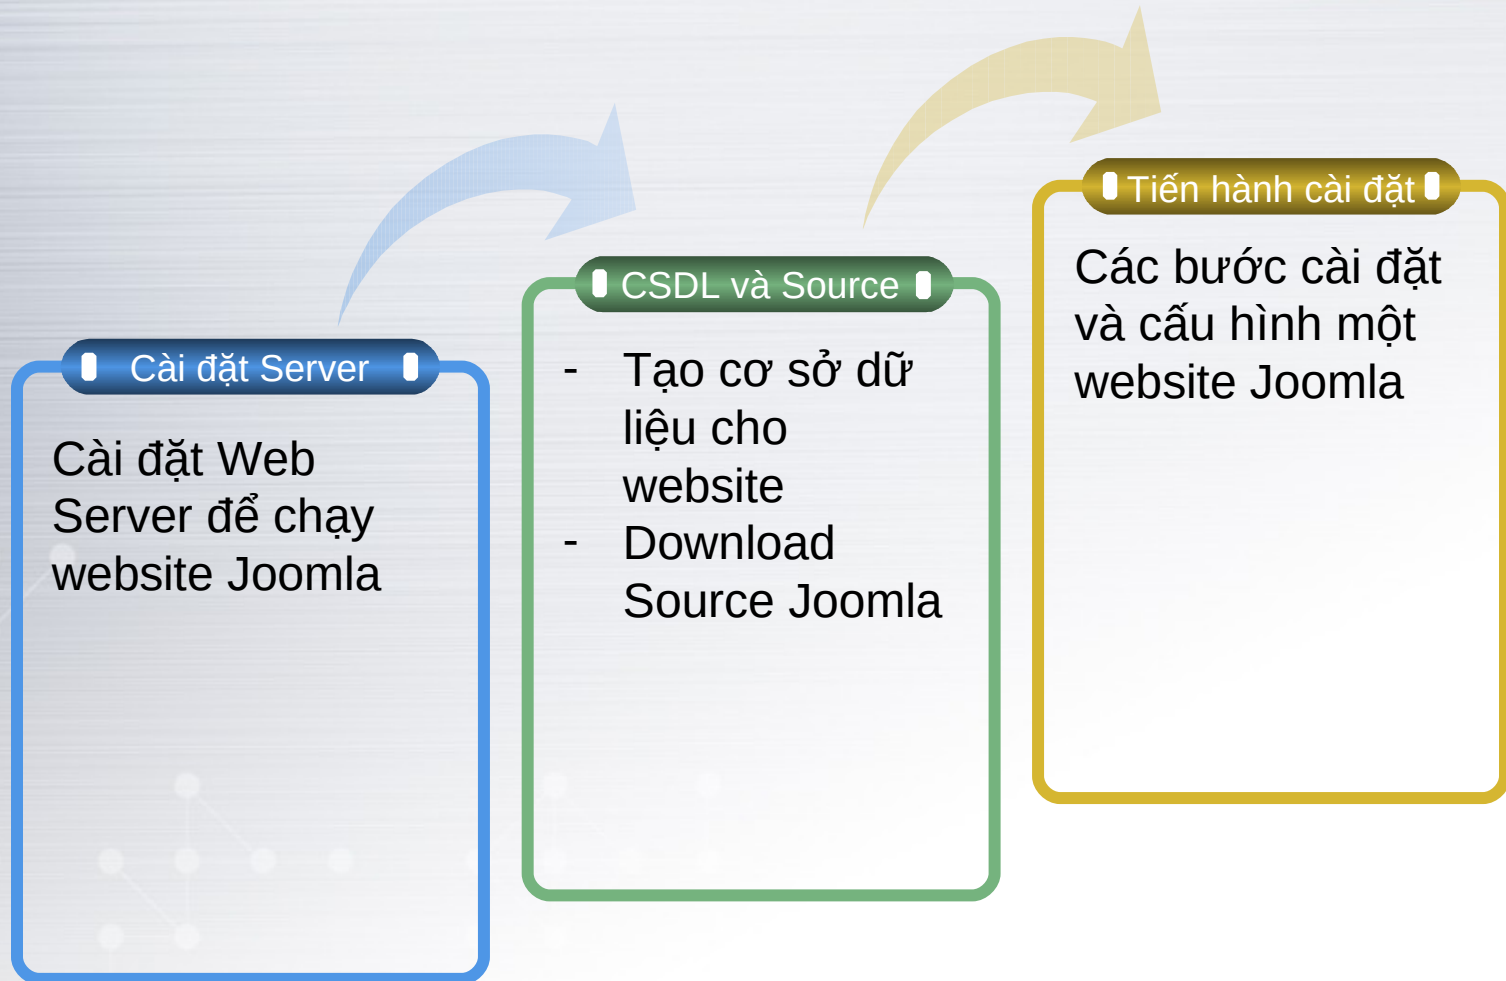 Cài đặt Server
Cài đặt Web
Server để chạy
website Joomla
CSDL và Source
- Tạo cơ sở dữ
liệu cho
website
- Download
Source Joomla
Tiến hành cài đặt
Các bước cài đặt
và cấu hình một
website Joomla